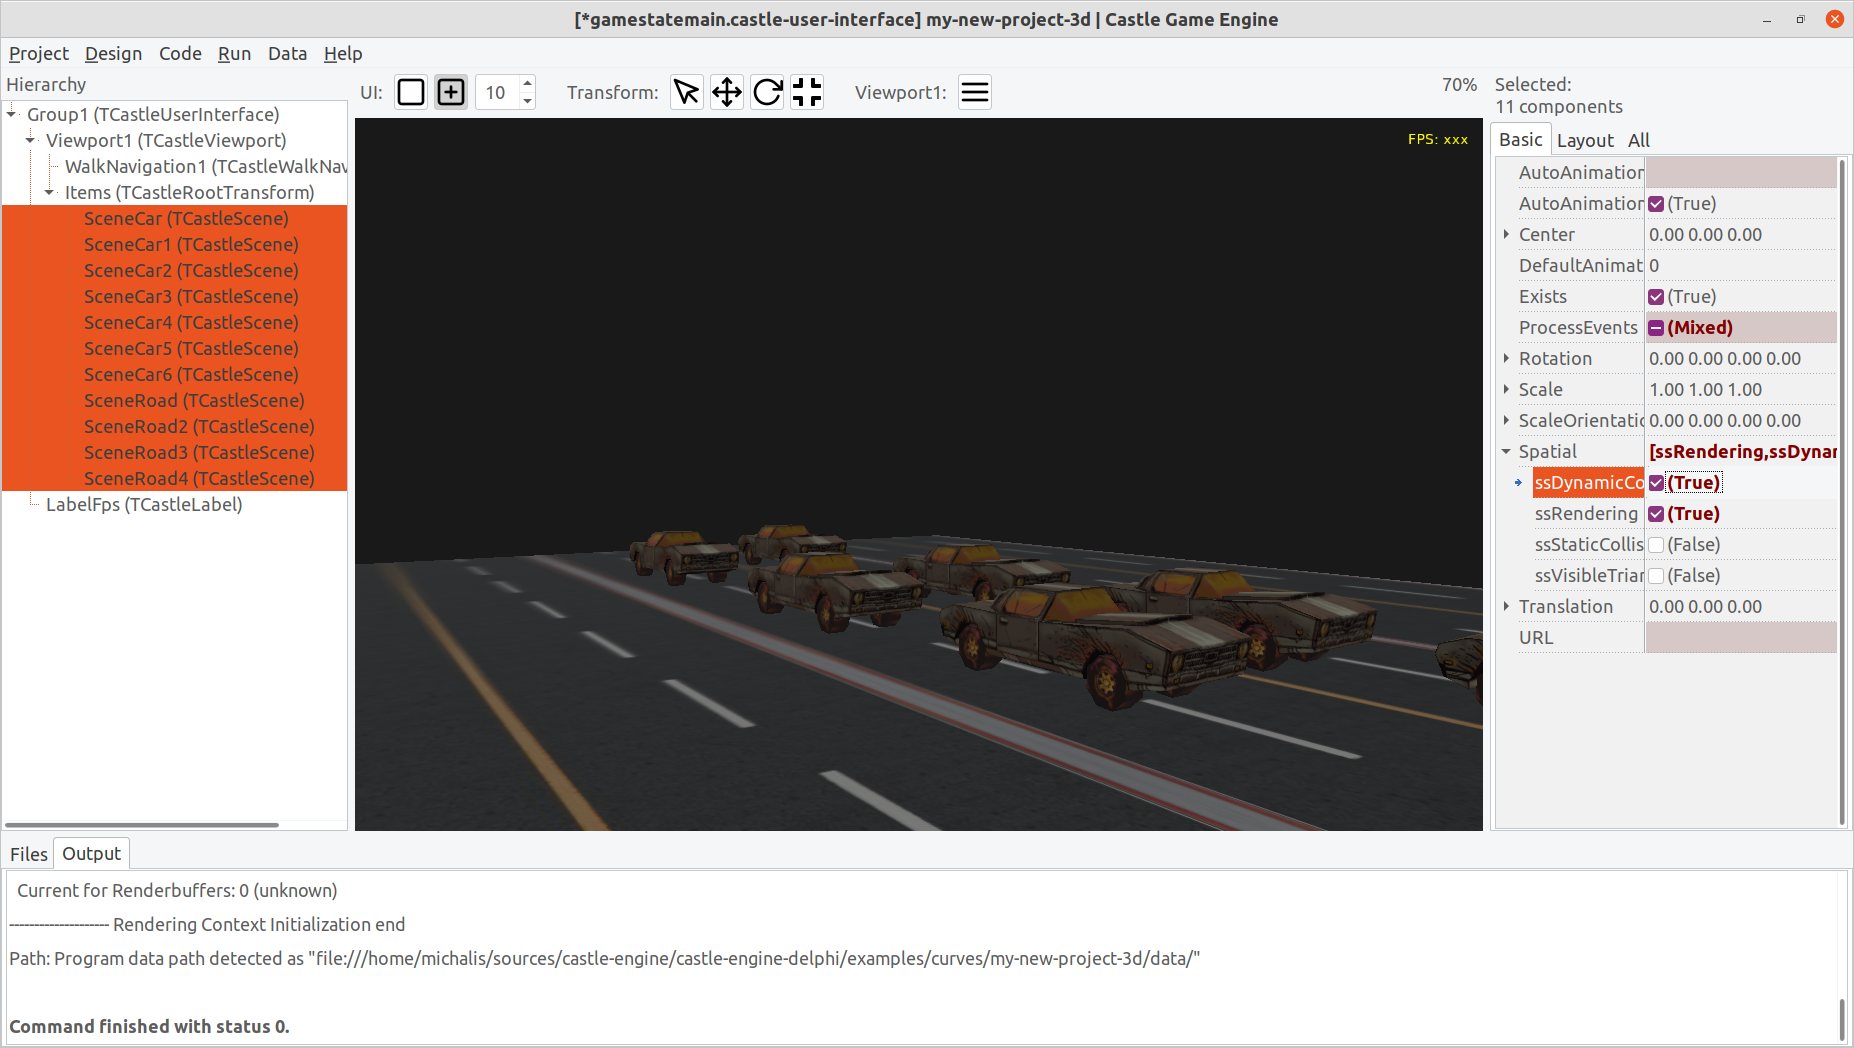 [*gamestatemain.castle-user-interface] my-new-project-3d | Castle Game Engine
Project Design Code Run Data Help
Hierarchy
Group1 (TCastleUserInterface)
Viewport1 (TCastleViewport)
WalkNavigation1 (TCastleWalkNav
Items (TCastleRootTransform)
SceneCar (TCastleScene)
SceneCar1 (TCastleScene)
SceneCar2 (TCastleScene)
SceneCar3 (TCastleScene)
SceneCar4 (TCastleScene)
SceneCar5 (TCastleScene)
SceneCar6 (TCastleScene)
SceneRoad (TCastleScene)
SceneRoad2 (TCastleScene)
SceneRoad3 (TCastleScene)
SceneRoad4 (TCastleScene)
LabelFps (TCastleLabel)
UI: 10 Transform: Viewport1: 70%
FPS: xxx
Selected:
11 components
Basic Layout All
AutoAnimation
AutoAnimation (True)
Center 0.00 0.00 0.00
DefaultAnimat 0
Exists (True)
ProcessEvents (Mixed)
Rotation 0.00 0.00 0.00 0.00
Scale 1.00 1.00 1.00
ScaleOrientatic 0.00 0.00 0.00 0.00
Spatial [ssRendering,ssDynar
ssDynamicCo (True)
ssRendering (True)
ssStaticCollis (False)
ssVisibleTriar (False)
Translation 0.00 0.00 0.00
URL
Files Output
Current for Renderbuffers: 0 (unknown)
-------------------- Rendering Context Initialization end
Path: Program data path detected as "file:///home/michalis/sources/castle-engine/castle-engine-delphi/examples/curves/my-new-project-3d/data/"
Command finished with status 0.